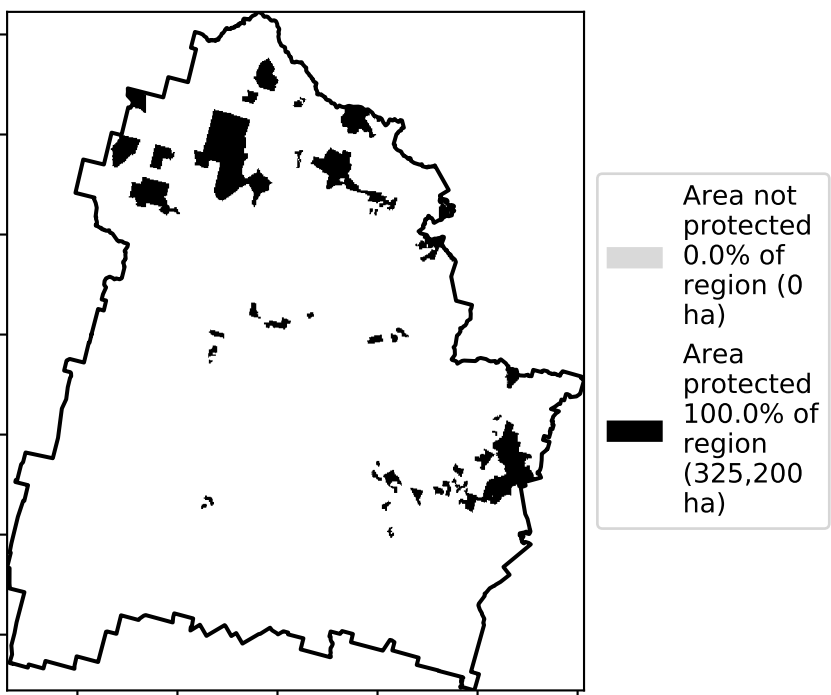 Area not
protected
0.0% of
region (0
ha)
Area
protected
100.0% of
region
(325,200
ha)